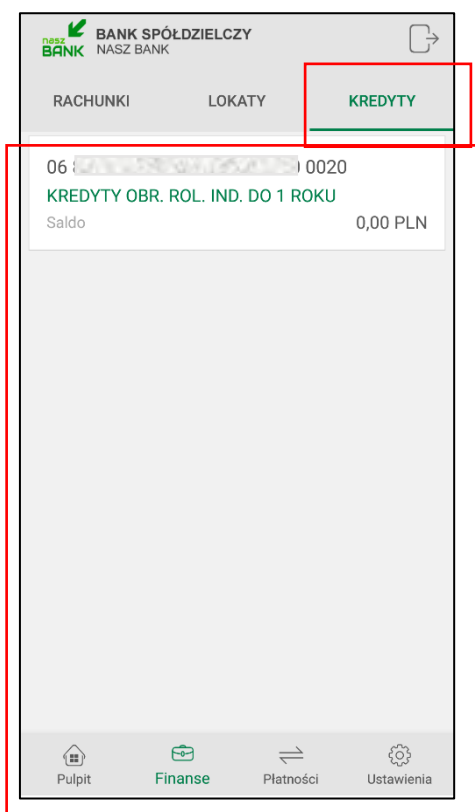 nasz BANK BANK SPÓŁDZIELCZY
NASZ BANK
RACHUNKI LOKATY KREDYTY
06 0020
KREDYTY OBR. ROL. IND. DO 1 ROKU
Saldo 0,00 PLN
Pulpit Finanse Płatności Ustawienia